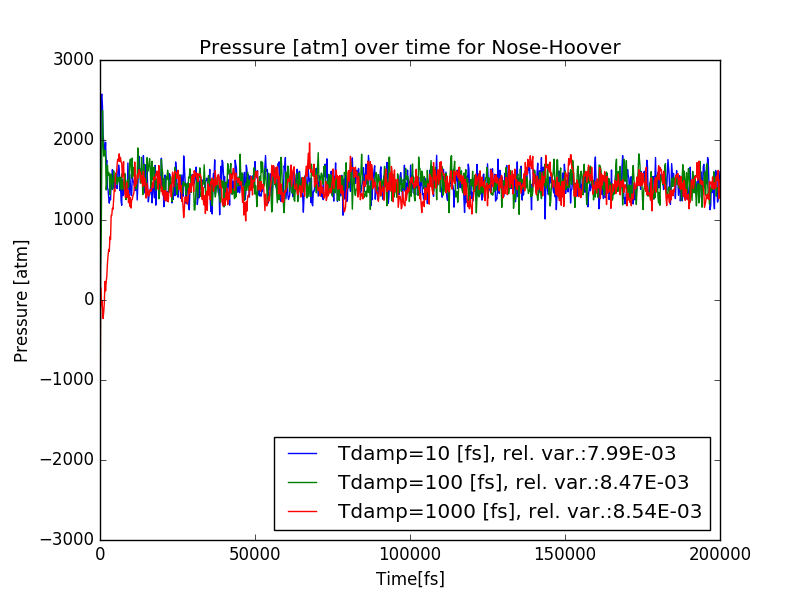 Pressure [atm] over time for Nose-Hoover
3000
2000
1000
0
−1000
−2000
−3000
Pressure [atm]
Tdamp=10 [fs], rel. var.:7.99E-03
Tdamp=100 [fs], rel. var.:8.47E-03
Tdamp=1000 [fs], rel. var.:8.54E-03
0 50000 100000 150000 200000
Time[fs]